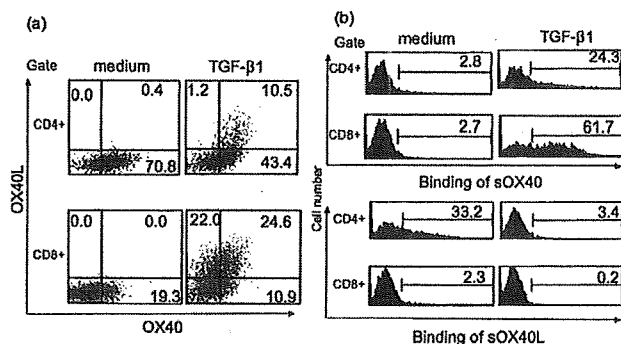 (a)
Gate medium TGF-β1
CD4+
0.0 0.4
70.8
1.2 10.5
43.4
CD8+
0.0 0.0
19.3
22.0 24.6
10.9
OX40L
OX40
(b)
Gate medium TGF-β1
CD4+ 2.8 24.3
CD8+ 2.7 61.7
Binding of sOX40
Cell number
CD4+ 33.2 3.4
CD8+ 2.3 0.2
Binding of sOX40L